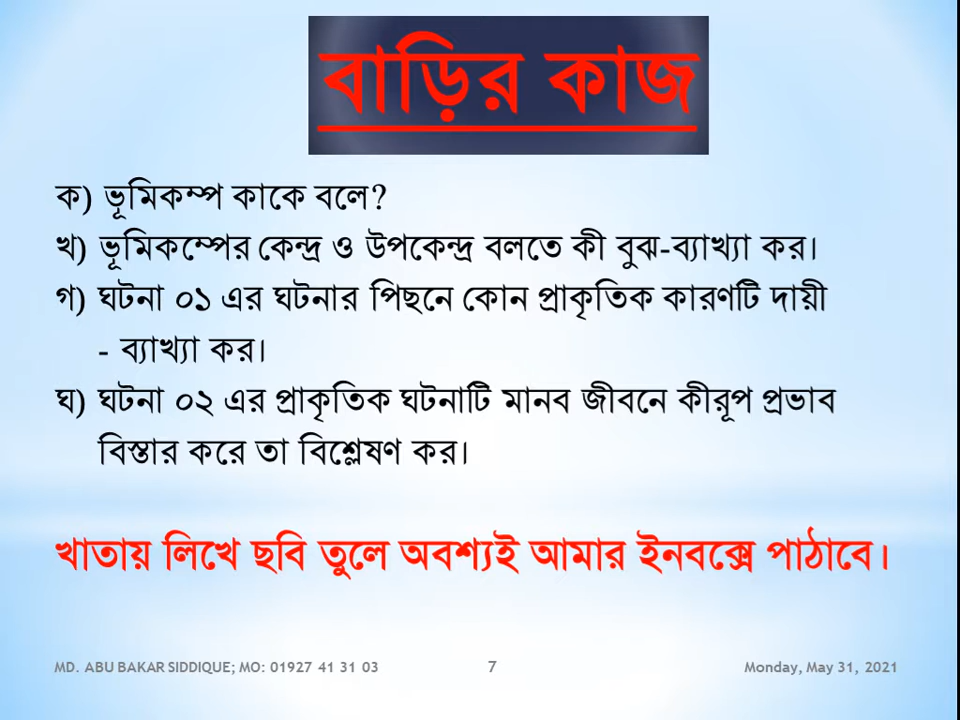 বাড়ির কাজ
ক) ভূমিকম্প কাকে বলে?
খ) ভূমিকম্পের কেন্দ্র ও উপকেন্দ্র বলতে কী বুঝ-ব্যাখ্যা কর।
গ) ঘটনা ০১ এর ঘটনার পিছনে কোন প্রাকৃতিক কারণটি দায়ী
- ব্যাখ্যা কর।
ঘ) ঘটনা ০২ এর প্রাকৃতিক ঘটনাটি মানব জীবনে কীরূপ প্রভাব
বিস্তার করে তা বিশ্লেষণ কর।
খাতায় লিখে ছবি তুলে অবশ্যই আমার ইনবক্সে পাঠাবে।
MD. ABU BAKAR SIDDIQUE; MO: 01927 41 31 03 7 Monday, May 31, 2021